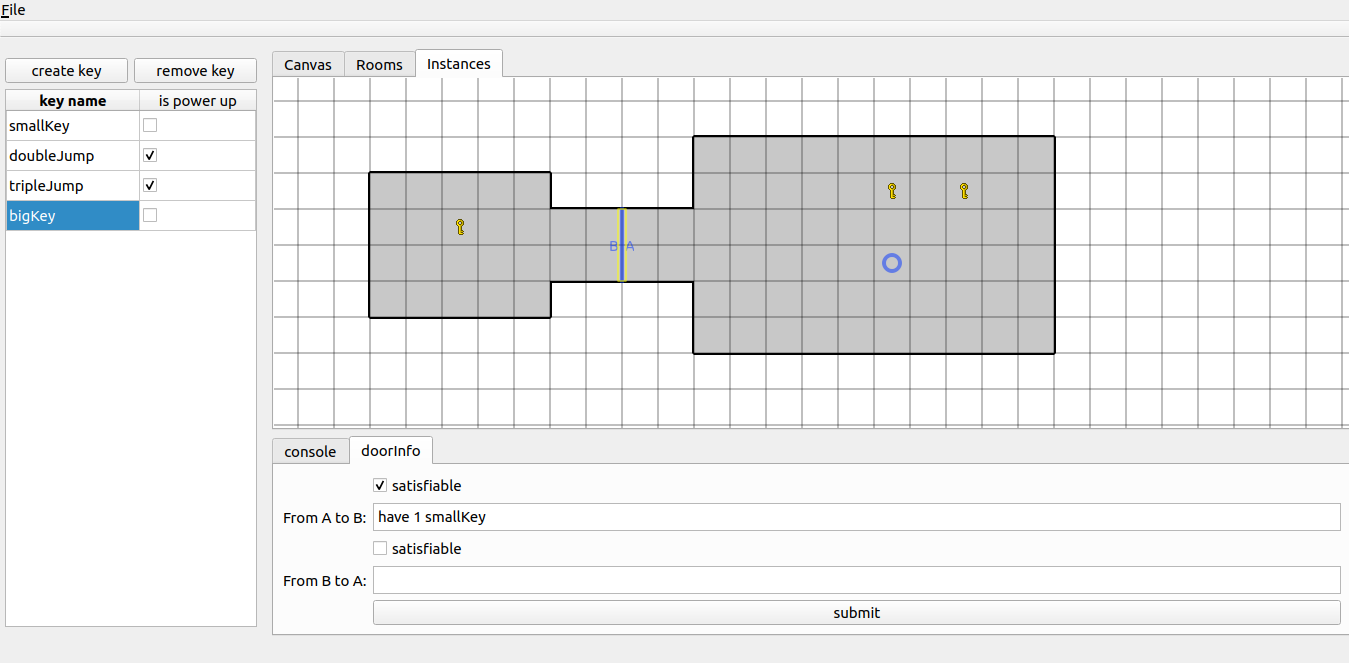 File
create key remove key
key name is power up
smallKey
doubleJump
tripleJump
bigKey
Canvas Rooms Instances
B A
console doorInfo
satisfiable
From A to B: have 1 smallKey
satisfiable
From B to A:
submit